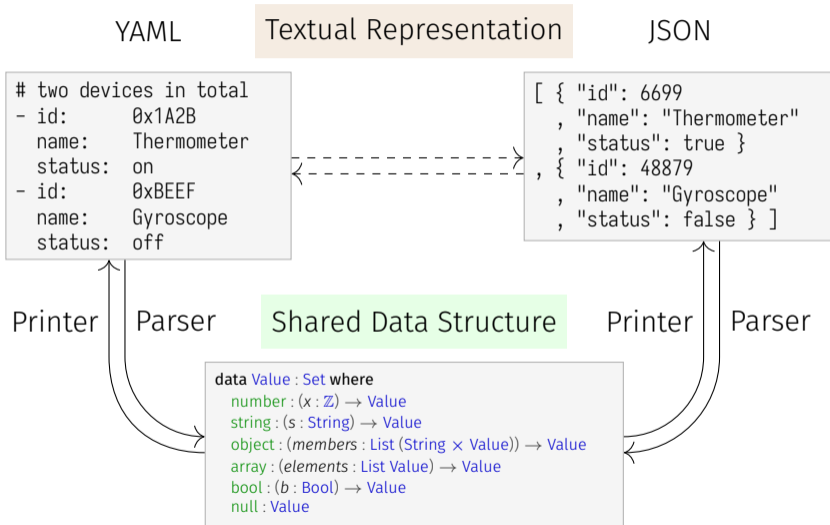 YAML
Textual Representation
JSON
# two devices in total
- id: 0x1A2B
name: Thermometer
status: on
- id: 0xBEEF
name: Gyroscope
status: off
[ { "id": 6699
, "name": "Thermometer"
, "status": true }
, { "id": 48879
, "name": "Gyroscope"
, "status": false } ]
Printer
Parser
Shared Data Structure
Printer
Parser
data Value : Set where
number : (x : ℤ) → Value
string : (s : String) → Value
object : (members : List (String × Value)) → Value
array : (elements : List Value) → Value
bool : (b : Bool) → Value
null : Value